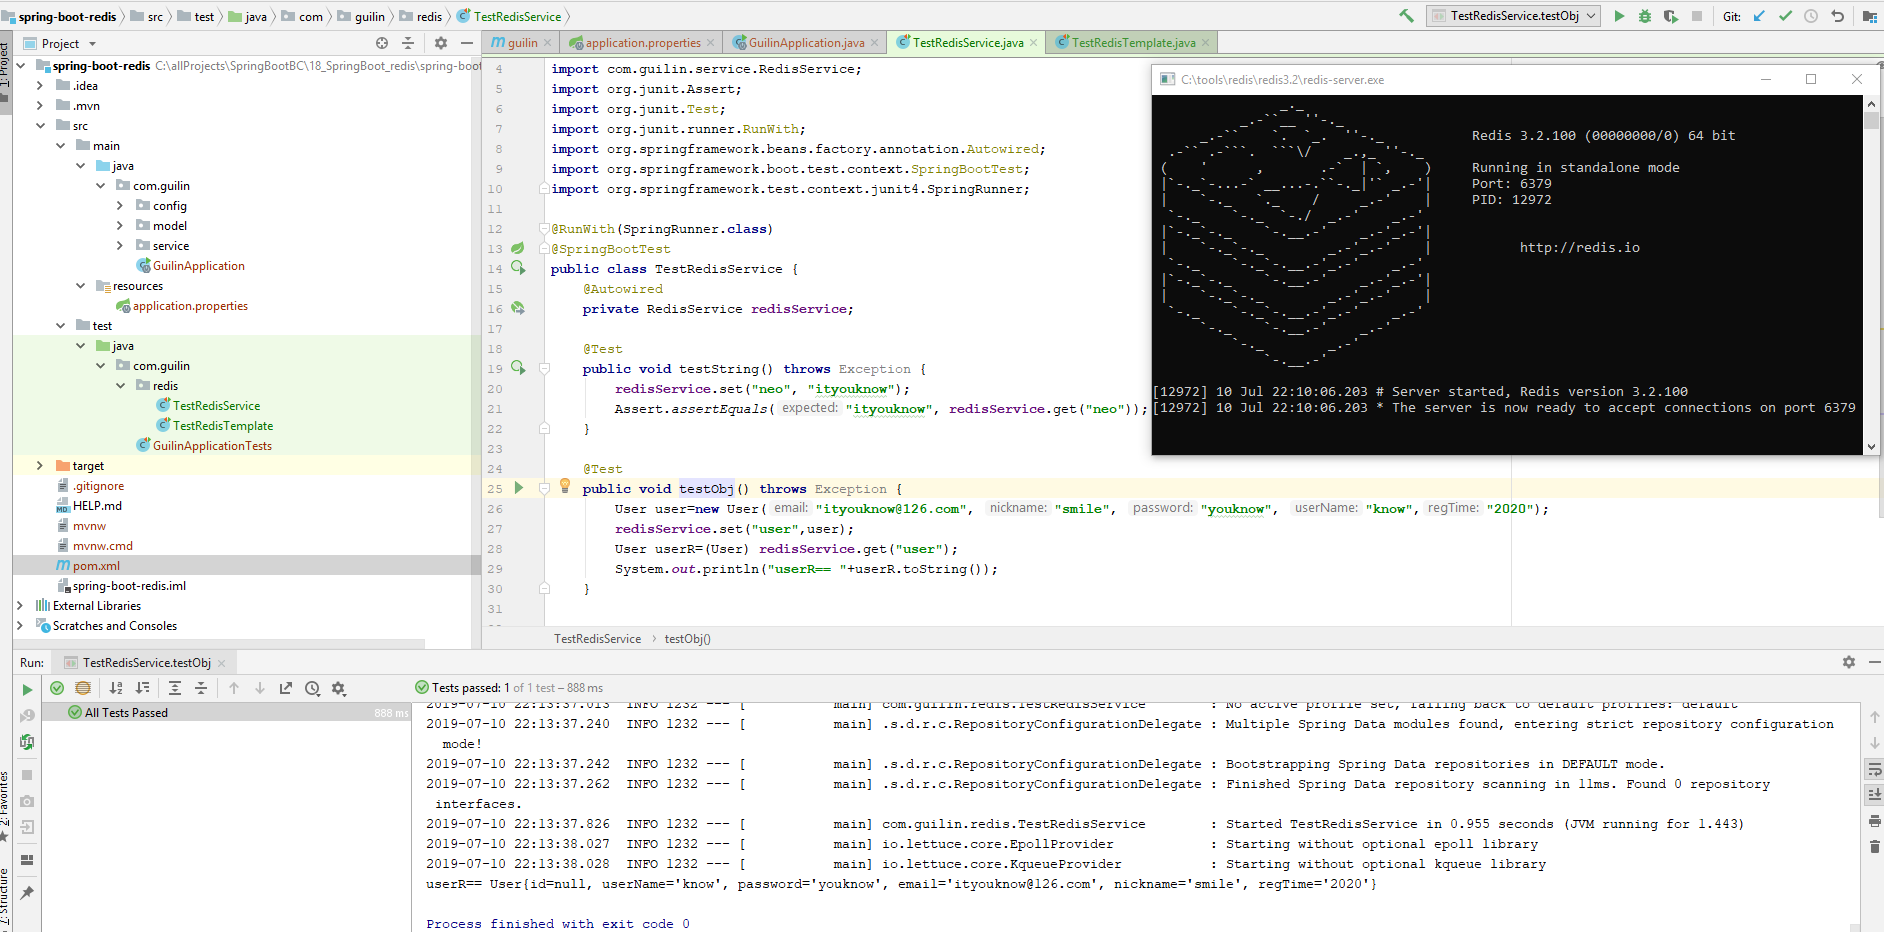 spring-boot-redis src test java com guilin redis TestRedisService
TestRedisService.testObj Git:
1: Project
Project
guilin application.properties GuilinApplication.java TestRedisService.java TestRedisTemplate.java
spring-boot-redis C:\allProjects\SpringBootBC\18_SpringBoot_redis\spring-boot
.idea
.mvn
src
main
java
com.guilin
config
model
service
GuilinApplication
resources
application.properties
test
java
com.guilin
redis
TestRedisService
TestRedisTemplate
GuilinApplicationTests
target
.gitignore
HELP.md
mvnw
mvnw.cmd
pom.xml
spring-boot-redis.iml
External Libraries
Scratches and Consoles
4 import com.guilin.service.RedisService;
5 import org.junit.Assert;
6 import org.junit.Test;
7 import org.junit.runner.RunWith;
8 import org.springframework.beans.factory.annotation.Autowired;
9 import org.springframework.boot.test.context.SpringBootTest;
10 import org.springframework.test.context.junit4.SpringRunner;
11
12 @RunWith(SpringRunner.class)
13 @SpringBootTest
14 public class TestRedisService {
15 @Autowired
16 private RedisService redisService;
17
18 @Test
19 public void testString() throws Exception {
20 redisService.set("neo", "ityouknow");
21 Assert.assertEquals( expected: "ityouknow", redisService.get("neo"));
22 }
23
24 @Test
25 public void testObj() throws Exception {
26 User user=new User( email: "ityouknow@126.com", nickname: "smile", password: "youknow", userName: "know", regTime: "2020");
27 redisService.set("user",user);
28 User userR=(User) redisService.get("user");
29 System.out.println("userR== "+userR.toString());
30 }
31
TestRedisService testObj()
C:\tools\redis\redis3.2\redis-server.exe
Redis 3.2.100 (00000000/0) 64 bit
Running in standalone mode
Port: 6379
PID: 12972
http://redis.io
[12972] 10 Jul 22:10:06.203 # Server started, Redis version 3.2.100
[12972] 10 Jul 22:10:06.203 * The server is now ready to accept connections on port 6379
Run: TestRedisService.testObj
Tests passed: 1 of 1 test – 888 ms
All Tests Passed 888 ms
2019-07-10 22:13:37.013 INFO 1232 --- [ main] com.guilin.redis.TestRedisService : No active profile set, falling back to default profiles: default
2019-07-10 22:13:37.240 INFO 1232 --- [ main] .s.d.r.c.RepositoryConfigurationDelegate : Multiple Spring Data modules found, entering strict repository configuration
mode!
2019-07-10 22:13:37.242 INFO 1232 --- [ main] .s.d.r.c.RepositoryConfigurationDelegate : Bootstrapping Spring Data repositories in DEFAULT mode.
2019-07-10 22:13:37.262 INFO 1232 --- [ main] .s.d.r.c.RepositoryConfigurationDelegate : Finished Spring Data repository scanning in 11ms. Found 0 repository
interfaces.
2019-07-10 22:13:37.826 INFO 1232 --- [ main] com.guilin.redis.TestRedisService : Started TestRedisService in 0.955 seconds (JVM running for 1.443)
2019-07-10 22:13:38.027 INFO 1232 --- [ main] io.lettuce.core.EpollProvider : Starting without optional epoll library
2019-07-10 22:13:38.028 INFO 1232 --- [ main] io.lettuce.core.KqueueProvider : Starting without optional kqueue library
userR== User{id=null, userName='know', password='youknow', email='ityouknow@126.com', nickname='smile', regTime='2020'}
Process finished with exit code 0
2: Favorites
7: Structure